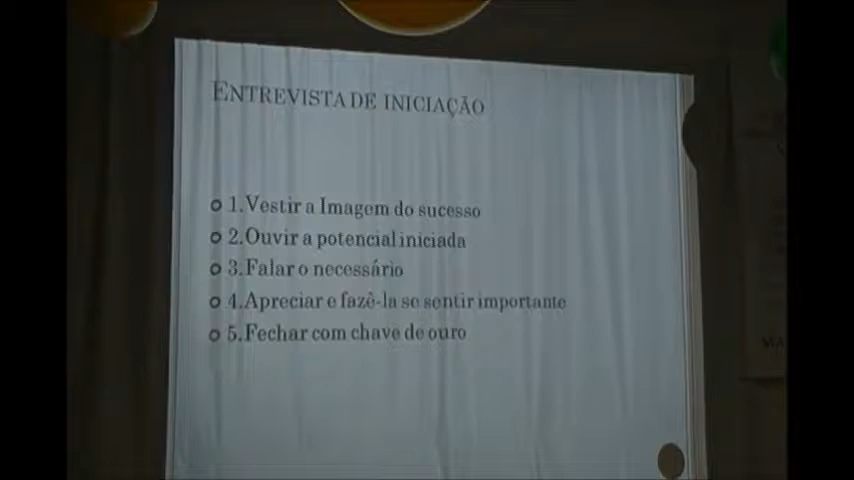 ENTREVISTA DE INICIAÇÃO
1.Vestir a Imagem do sucesso
2.Ouvir a potencial iniciada
3.Falar o necessário
4.Apreciar e fazê-la se sentir importante
5.Fechar com chave de ouro